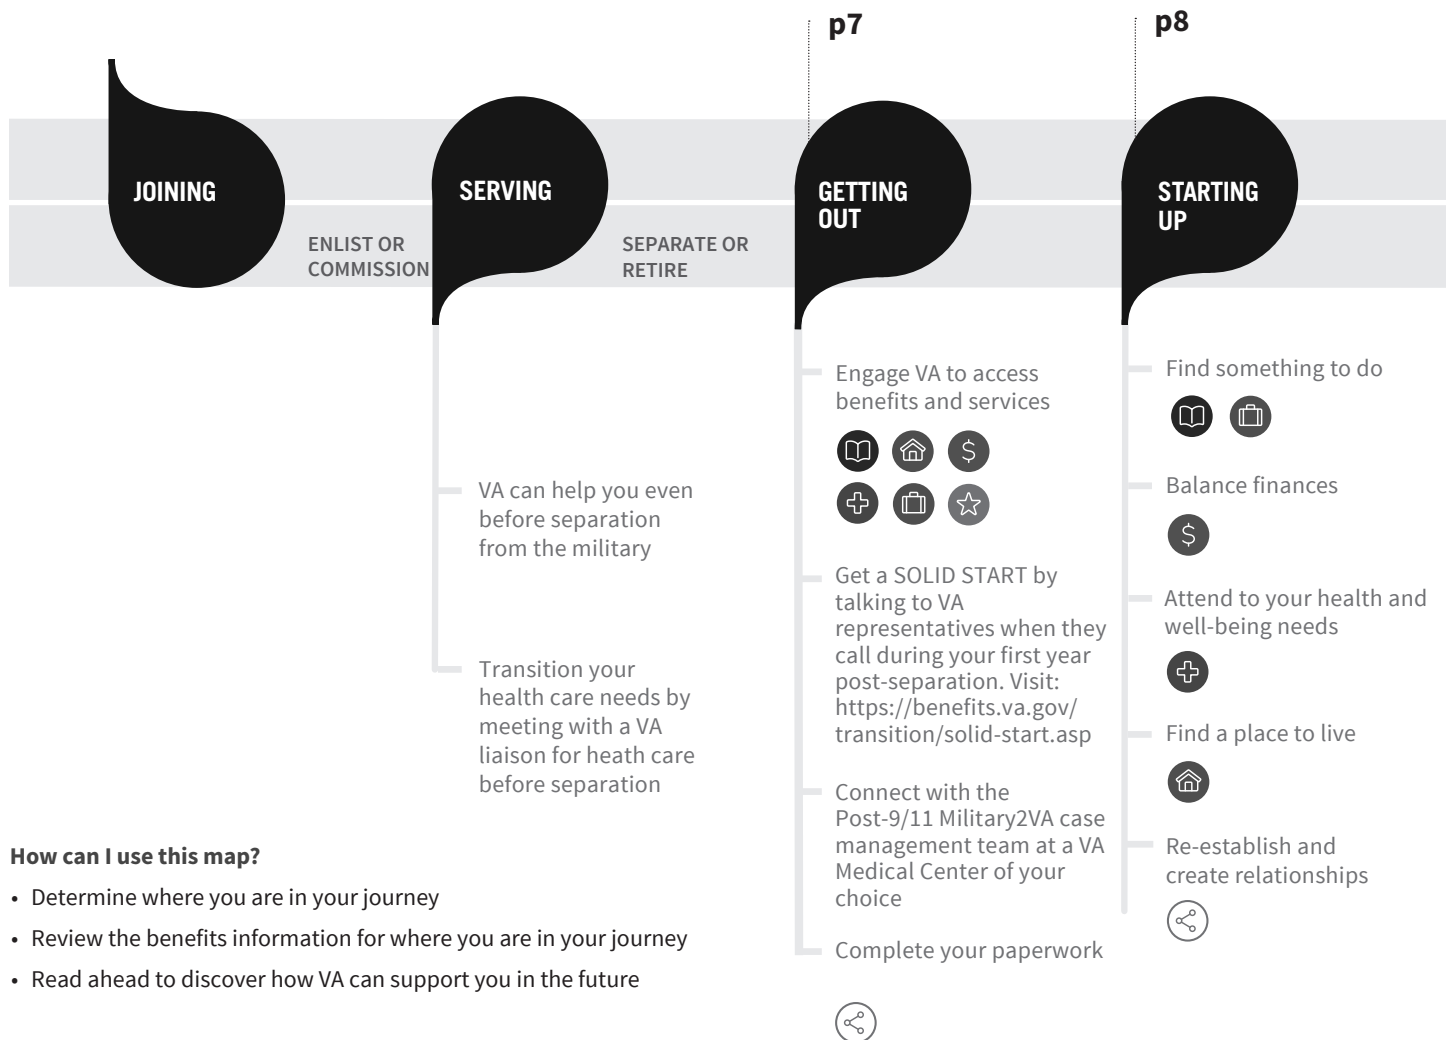 p7
p8
JOINING
SERVING
GETTING
OUT
STARTING
UP
ENLIST OR
COMMISSION
SEPARATE OR
RETIRE
VA can help you even
before separation
from the military
Transition your
health care needs by
meeting with a VA
liaison for heath care
before separation
Engage VA to access
benefits and services
$
Get a SOLID START by
talking to VA
representatives when they
call during your first year
post-separation. Visit:
https://benefits.va.gov/
transition/solid-start.asp
Connect with the
Post-9/11 Military2VA case
management team at a VA
Medical Center of your
choice
Complete your paperwork
Find something to do
Balance finances
$
Attend to your health and
well-being needs
Find a place to live
Re-establish and
create relationships
How can I use this map?
• Determine where you are in your journey
• Review the benefits information for where you are in your journey
• Read ahead to discover how VA can support you in the future